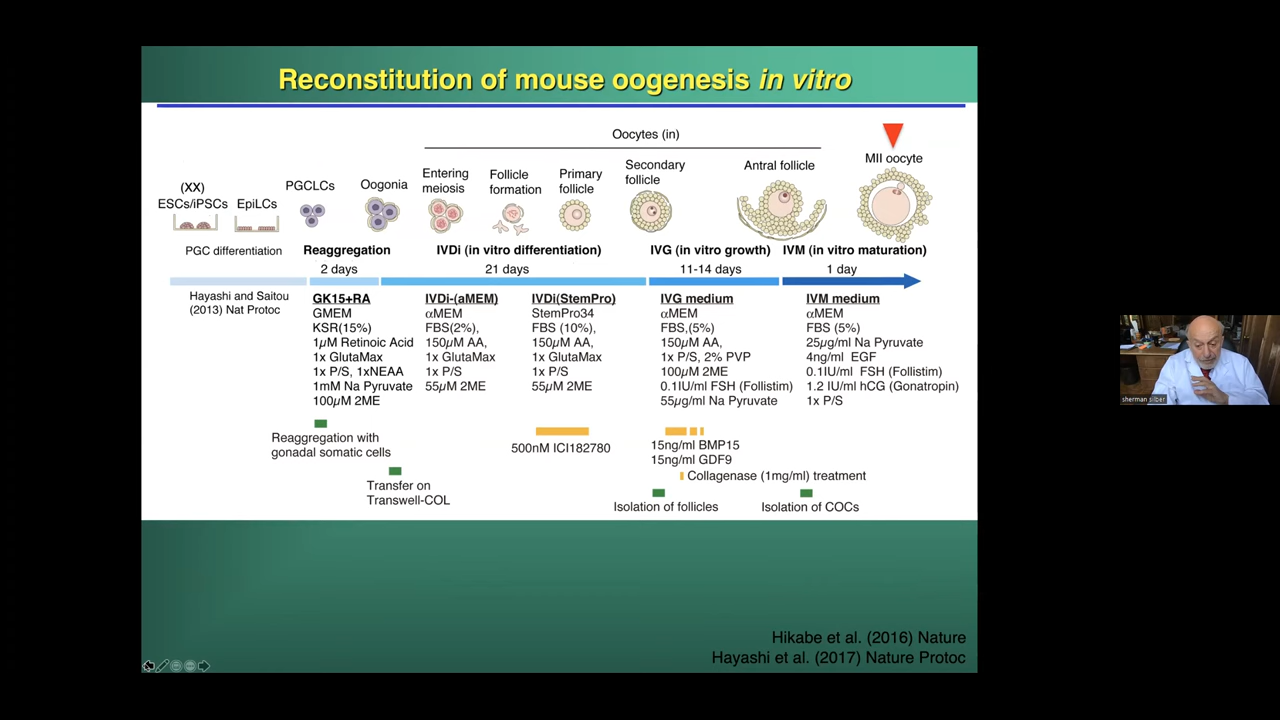 Reconstitution of mouse oogenesis in vitro
Oocytes (in)
(XX)
ESCs/iPSCs
EpiLCs
PGCLCs
Oogonia
Entering
meiosis
Follicle
formation
Primary
follicle
Secondary
follicle
Antral follicle
MII oocyte
PGC differentiation
Reaggregation
IVDi (in vitro differentiation)
IVG (in vitro growth)
IVM (in vitro maturation)
2 days
21 days
11-14 days
1 day
Hayashi and Saitou
(2013) Nat Protoc
GK15+RA
GMEM
KSR(15%)
1µM Retinoic Acid
1x GlutaMax
1x P/S, 1xNEAA
1mM Na Pyruvate
100µM 2ME
IVDi-(aMEM)
αMEM
FBS(2%),
150µM AA,
1x GlutaMax
1x P/S
55µM 2ME
IVDi(StemPro)
StemPro34
FBS (10%),
150µM AA,
1x GlutaMax
1x P/S
55µM 2ME
IVG medium
αMEM
FBS,(5%)
150µM AA,
1x P/S, 2% PVP
100µM 2ME
0.1IU/ml FSH (Follistim)
55µg/ml Na Pyruvate
IVM medium
αMEM
FBS (5%)
25µg/ml Na Pyruvate
4ng/ml EGF
0.1IU/ml FSH (Follistim)
1.2 IU/ml hCG (Gonatropin)
1x P/S
Reaggregation with
gonadal somatic cells
Transfer on
Transwell-COL
500nM ICI182780
15ng/ml BMP15
15ng/ml GDF9
Collagenase (1mg/ml) treatment
Isolation of follicles
Isolation of COCs
Hikabe et al. (2016) Nature
Hayashi et al. (2017) Nature Protoc
sherman silber